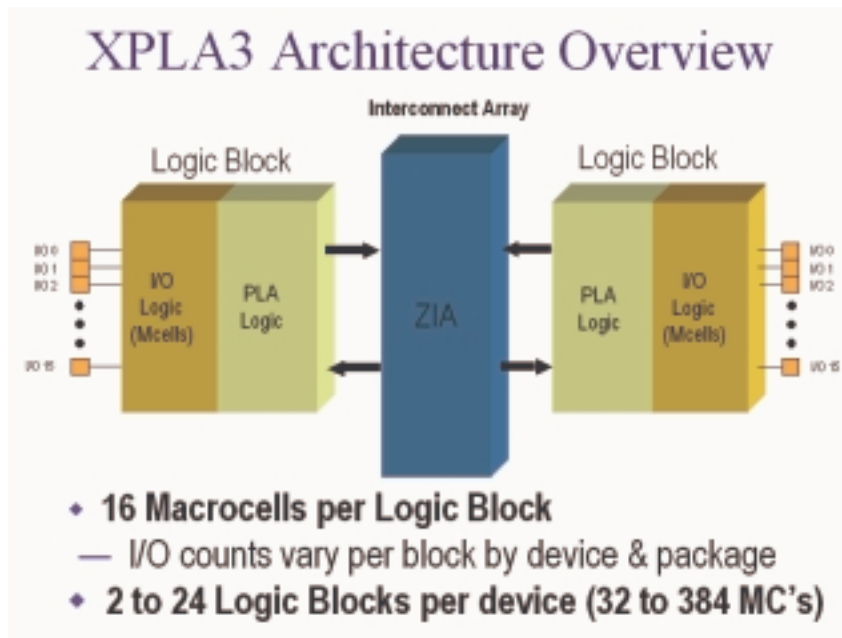 XPLA3 Architecture Overview
Interconnect Array
Logic Block
Logic Block
I/O 0
I/O 1
I/O 2
I/O 15
I/O
Logic
(Mcells)
PLA
Logic
ZIA
PLA
Logic
I/O
Logic
(Mcells)
I/O 0
I/O 1
I/O 2
I/O 15
16 Macrocells per Logic Block
— I/O counts vary per block by device & package
2 to 24 Logic Blocks per device (32 to 384 MC's)